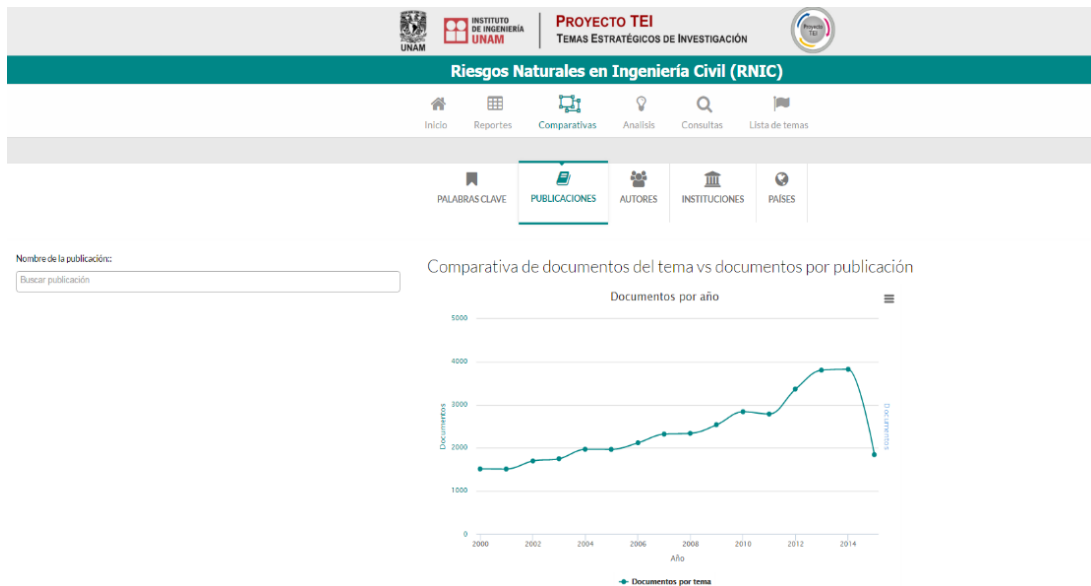 UNAM
INSTITUTO
DE INGENIERÍA
UNAM
PROYECTO TEI
TEMAS ESTRATÉGICOS DE INVESTIGACIÓN
Proyecto
TEI
Riesgos Naturales en Ingeniería Civil (RNIC)
Inicio Reportes Comparativas Analisis Consultas Lista de temas
PALABRAS CLAVE PUBLICACIONES AUTORES INSTITUCIONES PAÍSES
Nombre de la publicación::
Buscar publicación
Comparativa de documentos del tema vs documentos por publicación
Documentos por año
5000
4000
3000
2000
1000
0
Documentos
Documentos
2000 2002 2004 2006 2008 2010 2012 2014
Año
Documentos por tema